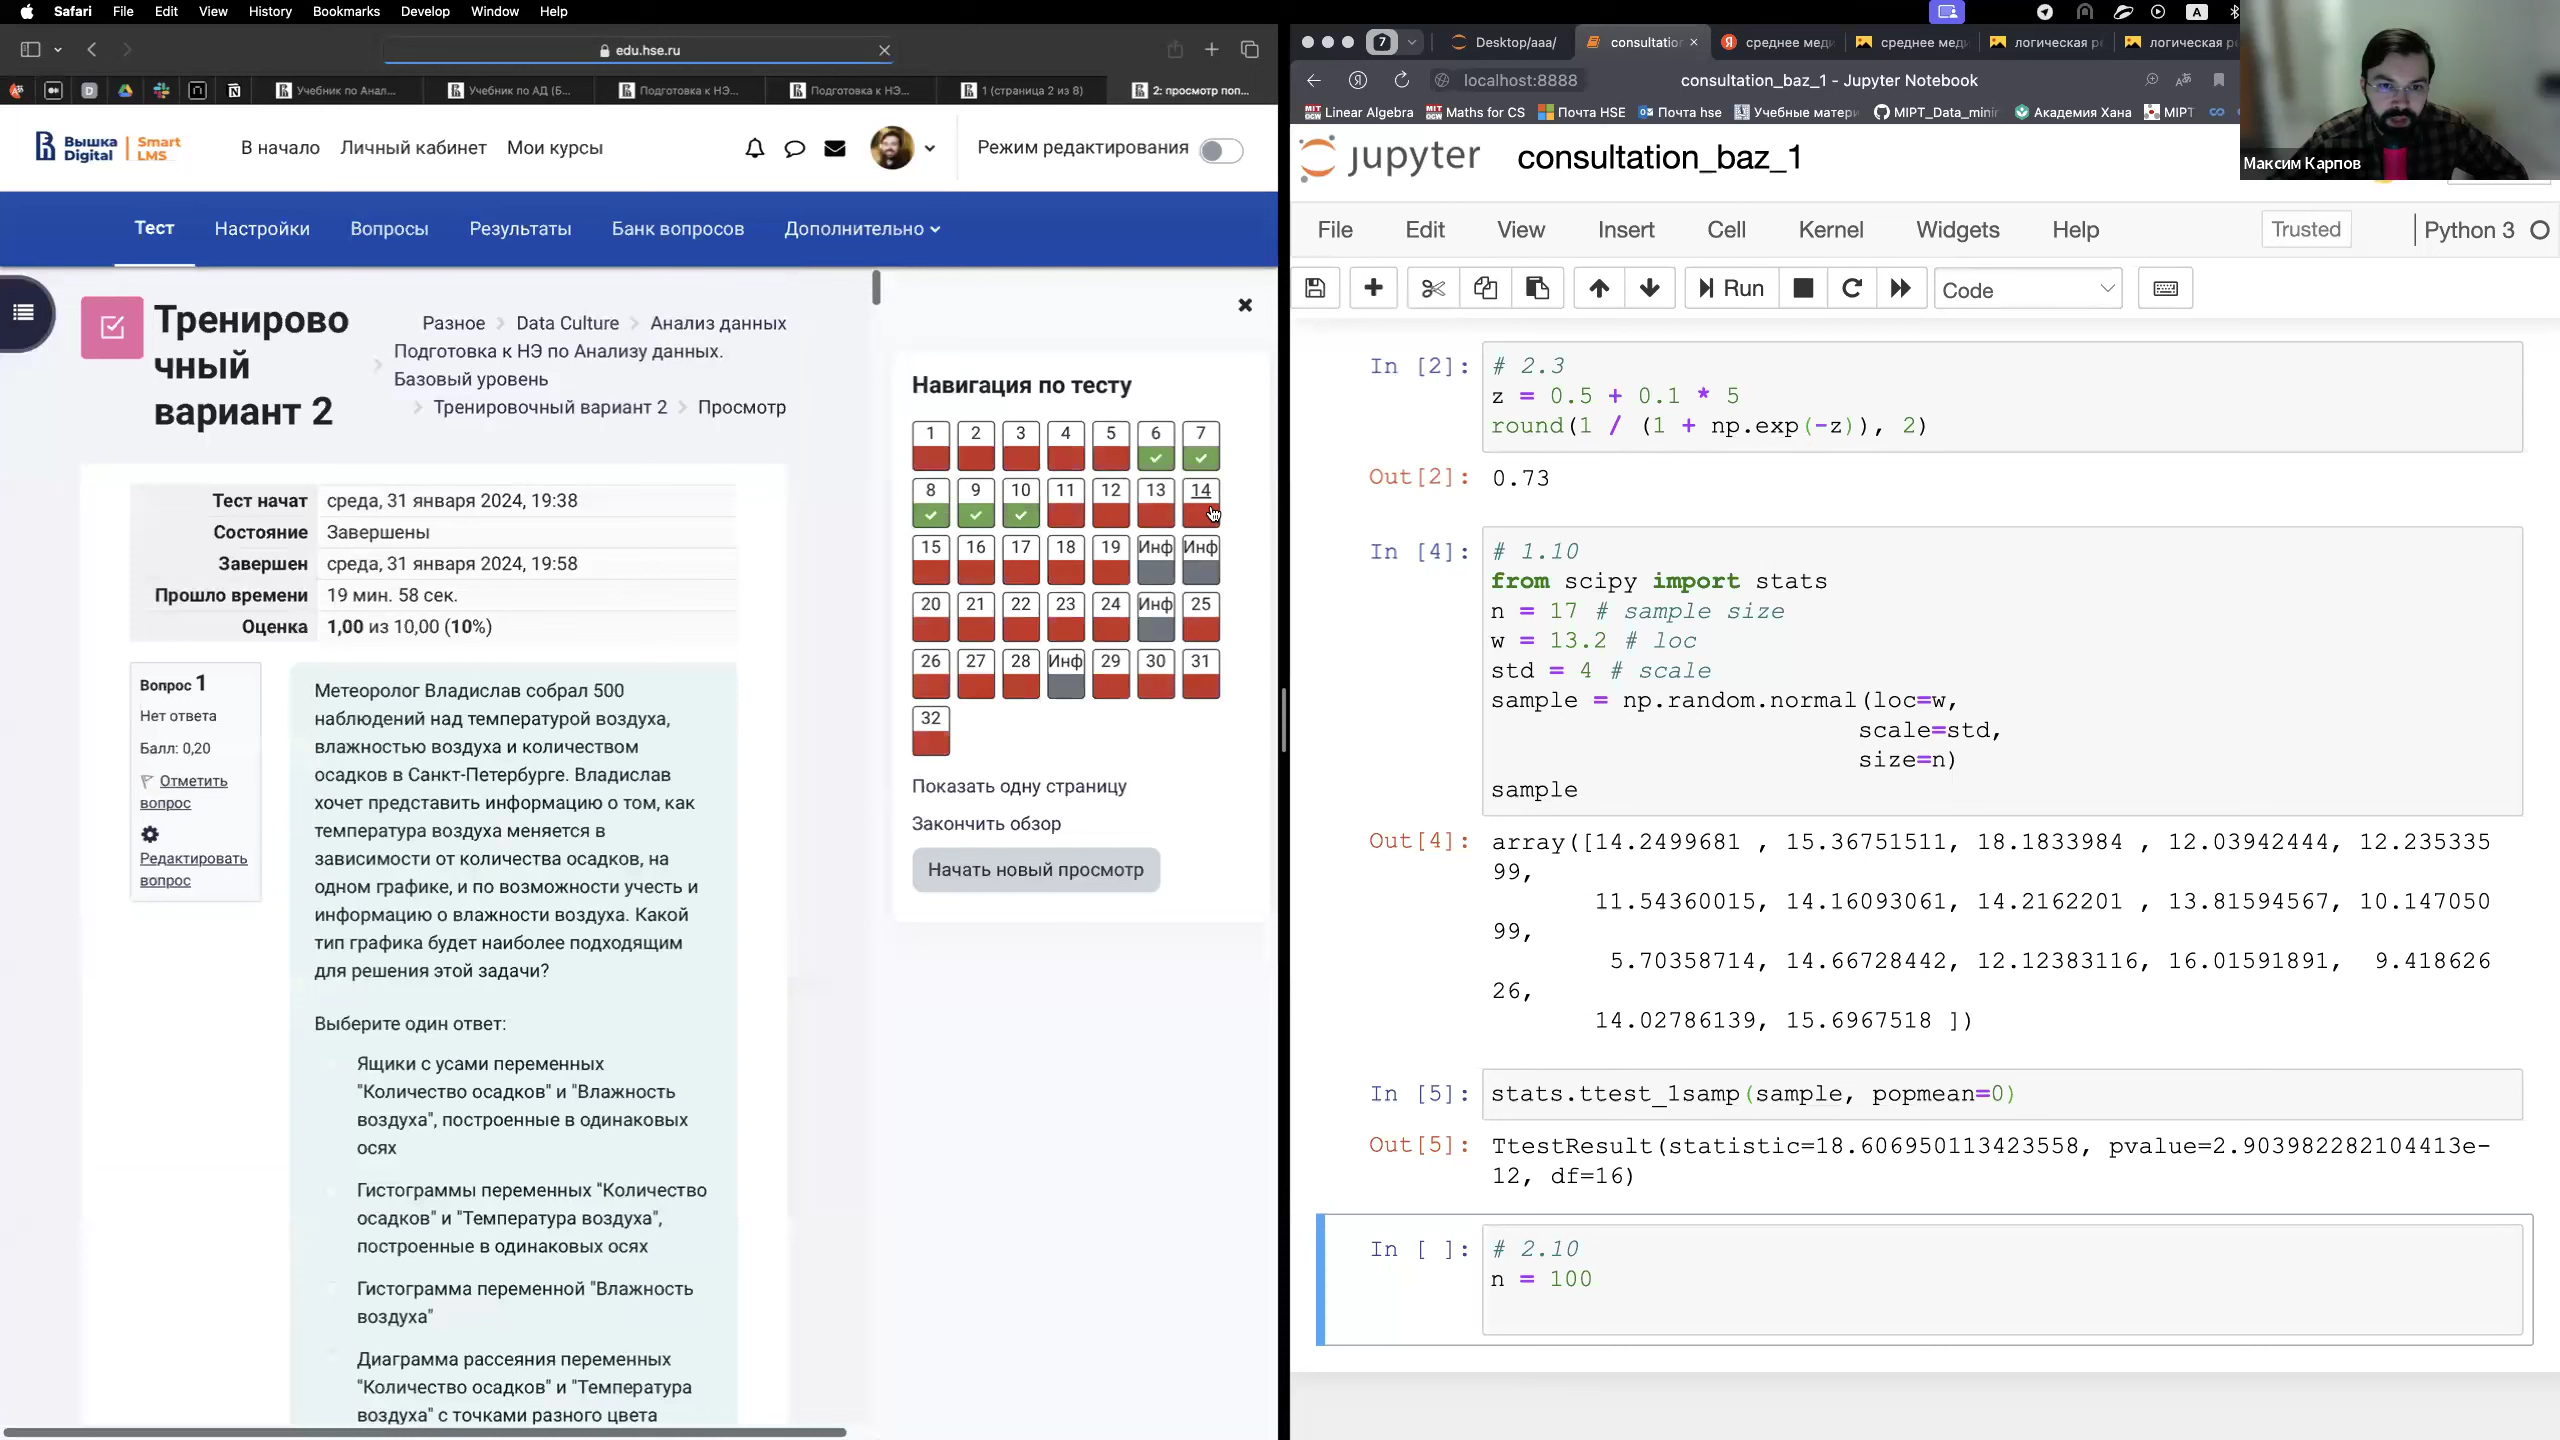 Safari File Edit View History Bookmarks Develop Window Help
A
edu.hse.ru
Учебник по Анал...
Учебник по АД (Б...
Подготовка к НЭ...
Подготовка к НЭ...
1 (страница 2 из 8)
2: просмотр поп...
Вышка Digital | Smart LMS
В начало Личный кабинет Мои курсы
Режим редактирования
Тест Настройки Вопросы Результаты Банк вопросов Дополнительно
Тренирово
чный
вариант 2
Разное > Data Culture > Анализ данных
Подготовка к НЭ по Анализу данных.
Базовый уровень
> Тренировочный вариант 2 > Просмотр
Тест начат среда, 31 января 2024, 19:38
Состояние Завершены
Завершен среда, 31 января 2024, 19:58
Прошло времени 19 мин. 58 сек.
Оценка 1,00 из 10,00 (10%)
Вопрос 1
Нет ответа
Балл: 0,20
Отметить
вопрос
Редактировать
вопрос
Метеоролог Владислав собрал 500
наблюдений над температурой воздуха,
влажностью воздуха и количеством
осадков в Санкт-Петербурге. Владислав
хочет представить информацию о том, как
температура воздуха меняется в
зависимости от количества осадков, на
одном графике, и по возможности учесть и
информацию о влажности воздуха. Какой
тип графика будет наиболее подходящим
для решения этой задачи?
Выберите один ответ:
Ящики с усами переменных
"Количество осадков" и "Влажность
воздуха", построенные в одинаковых
осях
Гистограммы переменных "Количество
осадков" и "Температура воздуха",
построенные в одинаковых осях
Гистограмма переменной "Влажность
воздуха"
Диаграмма рассеяния переменных
"Количество осадков" и "Температура
воздуха" с точками разного цвета
Навигация по тесту
1 2 3 4 5 6 7
8 9 10 11 12 13 14
15 16 17 18 19 Инф Инф
20 21 22 23 24 Инф 25
26 27 28 Инф 29 30 31
32
Показать одну страницу
Закончить обзор
Начать новый просмотр
7 Desktop/aaa/ consultatio × среднее меди среднее меди логическая р логическая ре
localhost:8888 consultation_baz_1 - Jupyter Notebook
Linear Algebra Maths for CS Почта HSE Почта hse Учебные матери MIPT_Data_mini Академия Хана MIPT
Максим Карпов
jupyter consultation_baz_1
File Edit View Insert Cell Kernel Widgets Help Trusted Python 3
Run Code
In [2]: # 2.3
z = 0.5 + 0.1 * 5
round(1 / (1 + np.exp(-z)), 2)
Out[2]: 0.73
In [4]: # 1.10
from scipy import stats
n = 17 # sample size
w = 13.2 # loc
std = 4 # scale
sample = np.random.normal(loc=w,
scale=std,
size=n)
sample
Out[4]: array([14.2499681 , 15.36751511, 18.1833984 , 12.03942444, 12.235335
99,
11.54360015, 14.16093061, 14.2162201 , 13.81594567, 10.147050
99,
5.70358714, 14.66728442, 12.12383116, 16.01591891, 9.418626
26,
14.02786139, 15.6967518 ])
In [5]: stats.ttest_1samp(sample, popmean=0)
Out[5]: TtestResult(statistic=18.606950113423558, pvalue=2.903982282104413e-
12, df=16)
In [ ]: # 2.10
n = 100